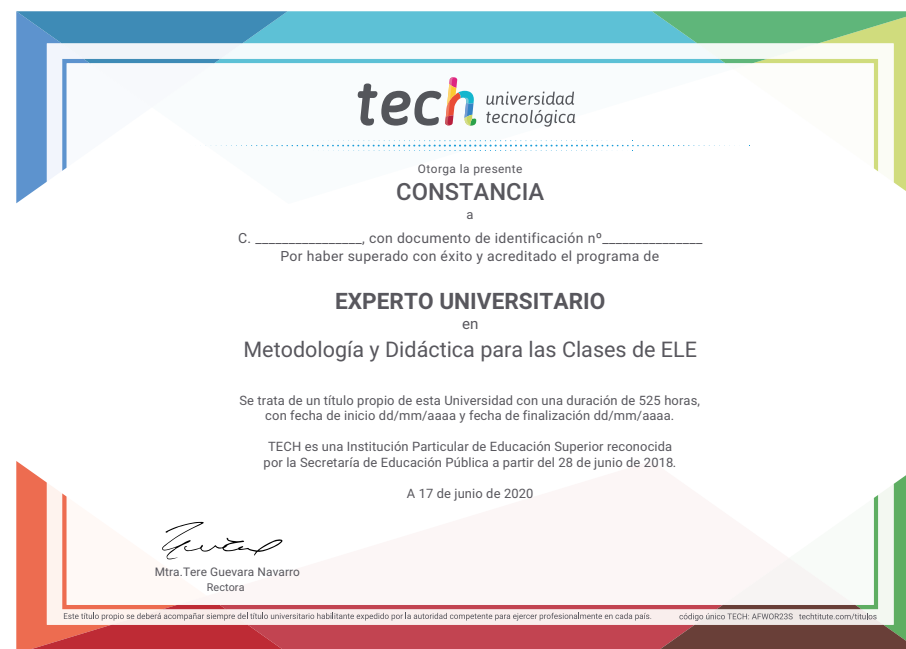 tech universidad
tecnológica
Otorga la presente
CONSTANCIA
a
C. ________________, con documento de identificación nº_______________
Por haber superado con éxito y acreditado el programa de
EXPERTO UNIVERSITARIO
en
Metodología y Didáctica para las Clases de ELE
Se trata de un título propio de esta Universidad con una duración de 525 horas,
con fecha de inicio dd/mm/aaaa y fecha de finalización dd/mm/aaaa.
TECH es una Institución Particular de Educación Superior reconocida
por la Secretaría de Educación Pública a partir del 28 de junio de 2018.
A 17 de junio de 2020
Mtra.Tere Guevara Navarro
Rectora
Este título propio se deberá acompañar siempre del título universitario habilitante expedido por la autoridad competente para ejercer profesionalmente en cada país. código único TECH: AFWOR23S techtitute.com/titulos